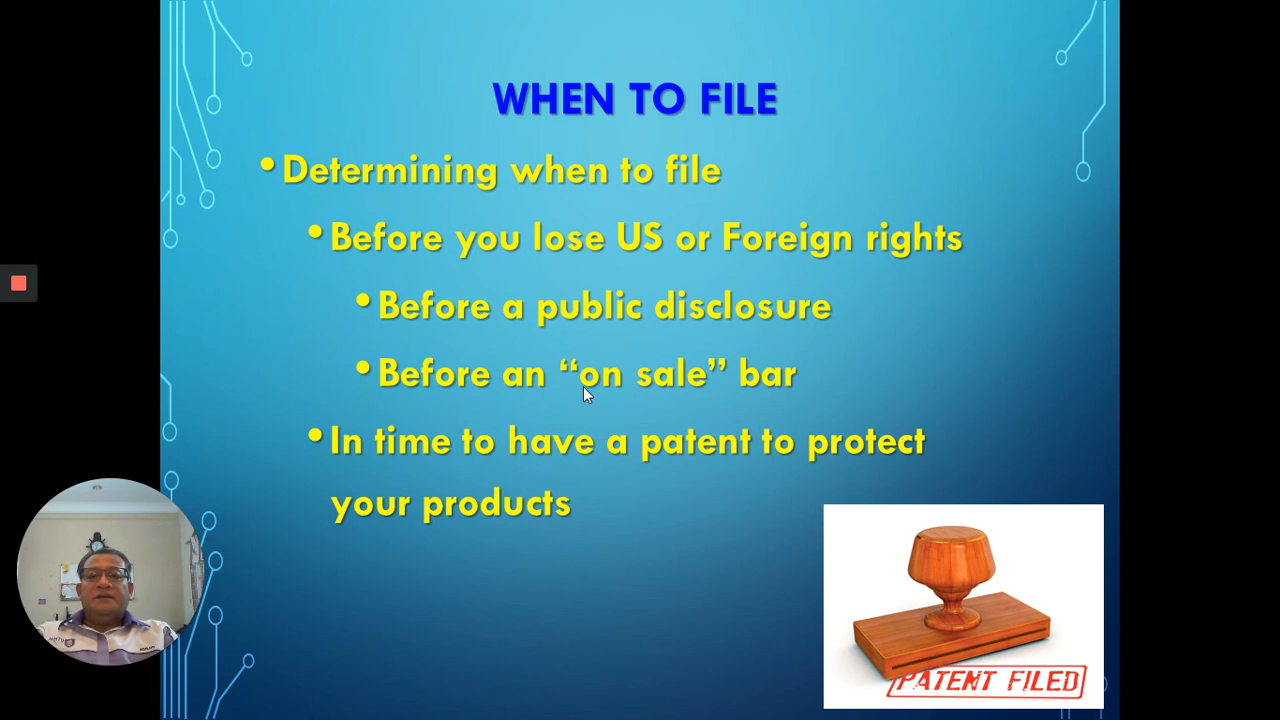 WHEN TO FILE
• Determining when to file
• Before you lose US or Foreign rights
• Before a public disclosure
• Before an “on sale” bar
• In time to have a patent to protect
your products
PATENT FILED